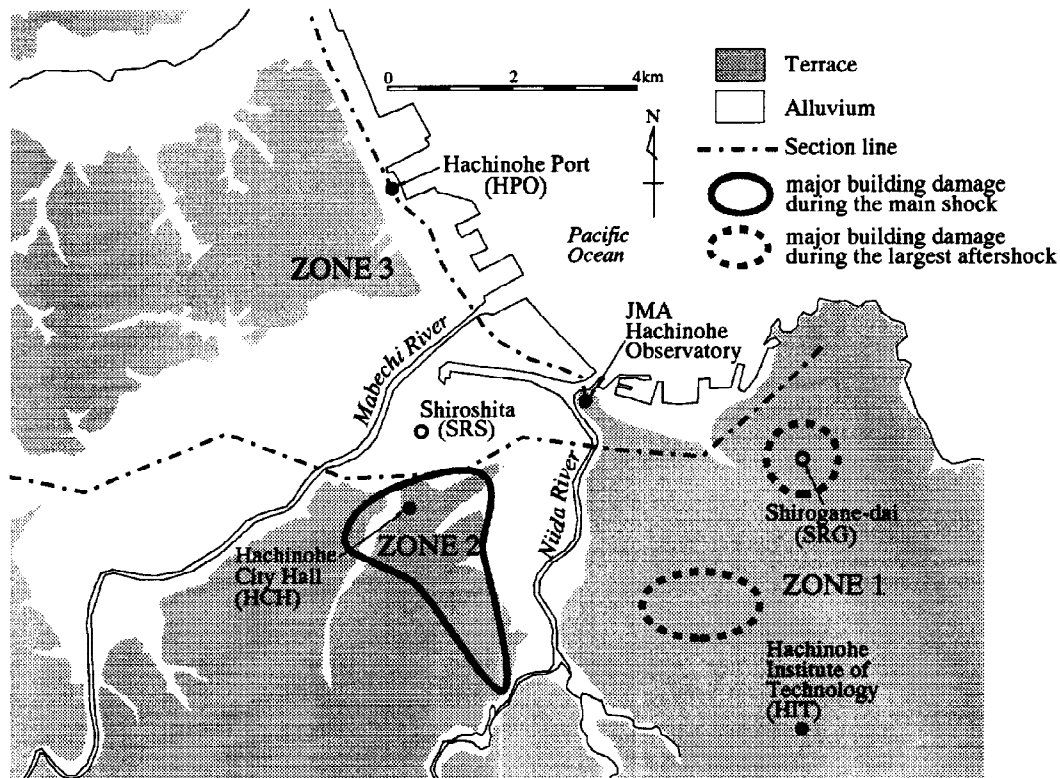 0 2 4km
N
Terrace
Alluvium
Section line
major building damage
during the main shock
major building damage
during the largest aftershock
Hachinohe Port
(HPO)
Pacific
Ocean
ZONE 3
JMA
Hachinohe
Observatory
Mabechi River
Shiroshita
(SRS)
Niida River
Shirogane-dai
(SRG)
Hachinohe
City Hall
(HCH)
ZONE 2
ZONE 1
Hachinohe
Institute of
Technology
(HIT)